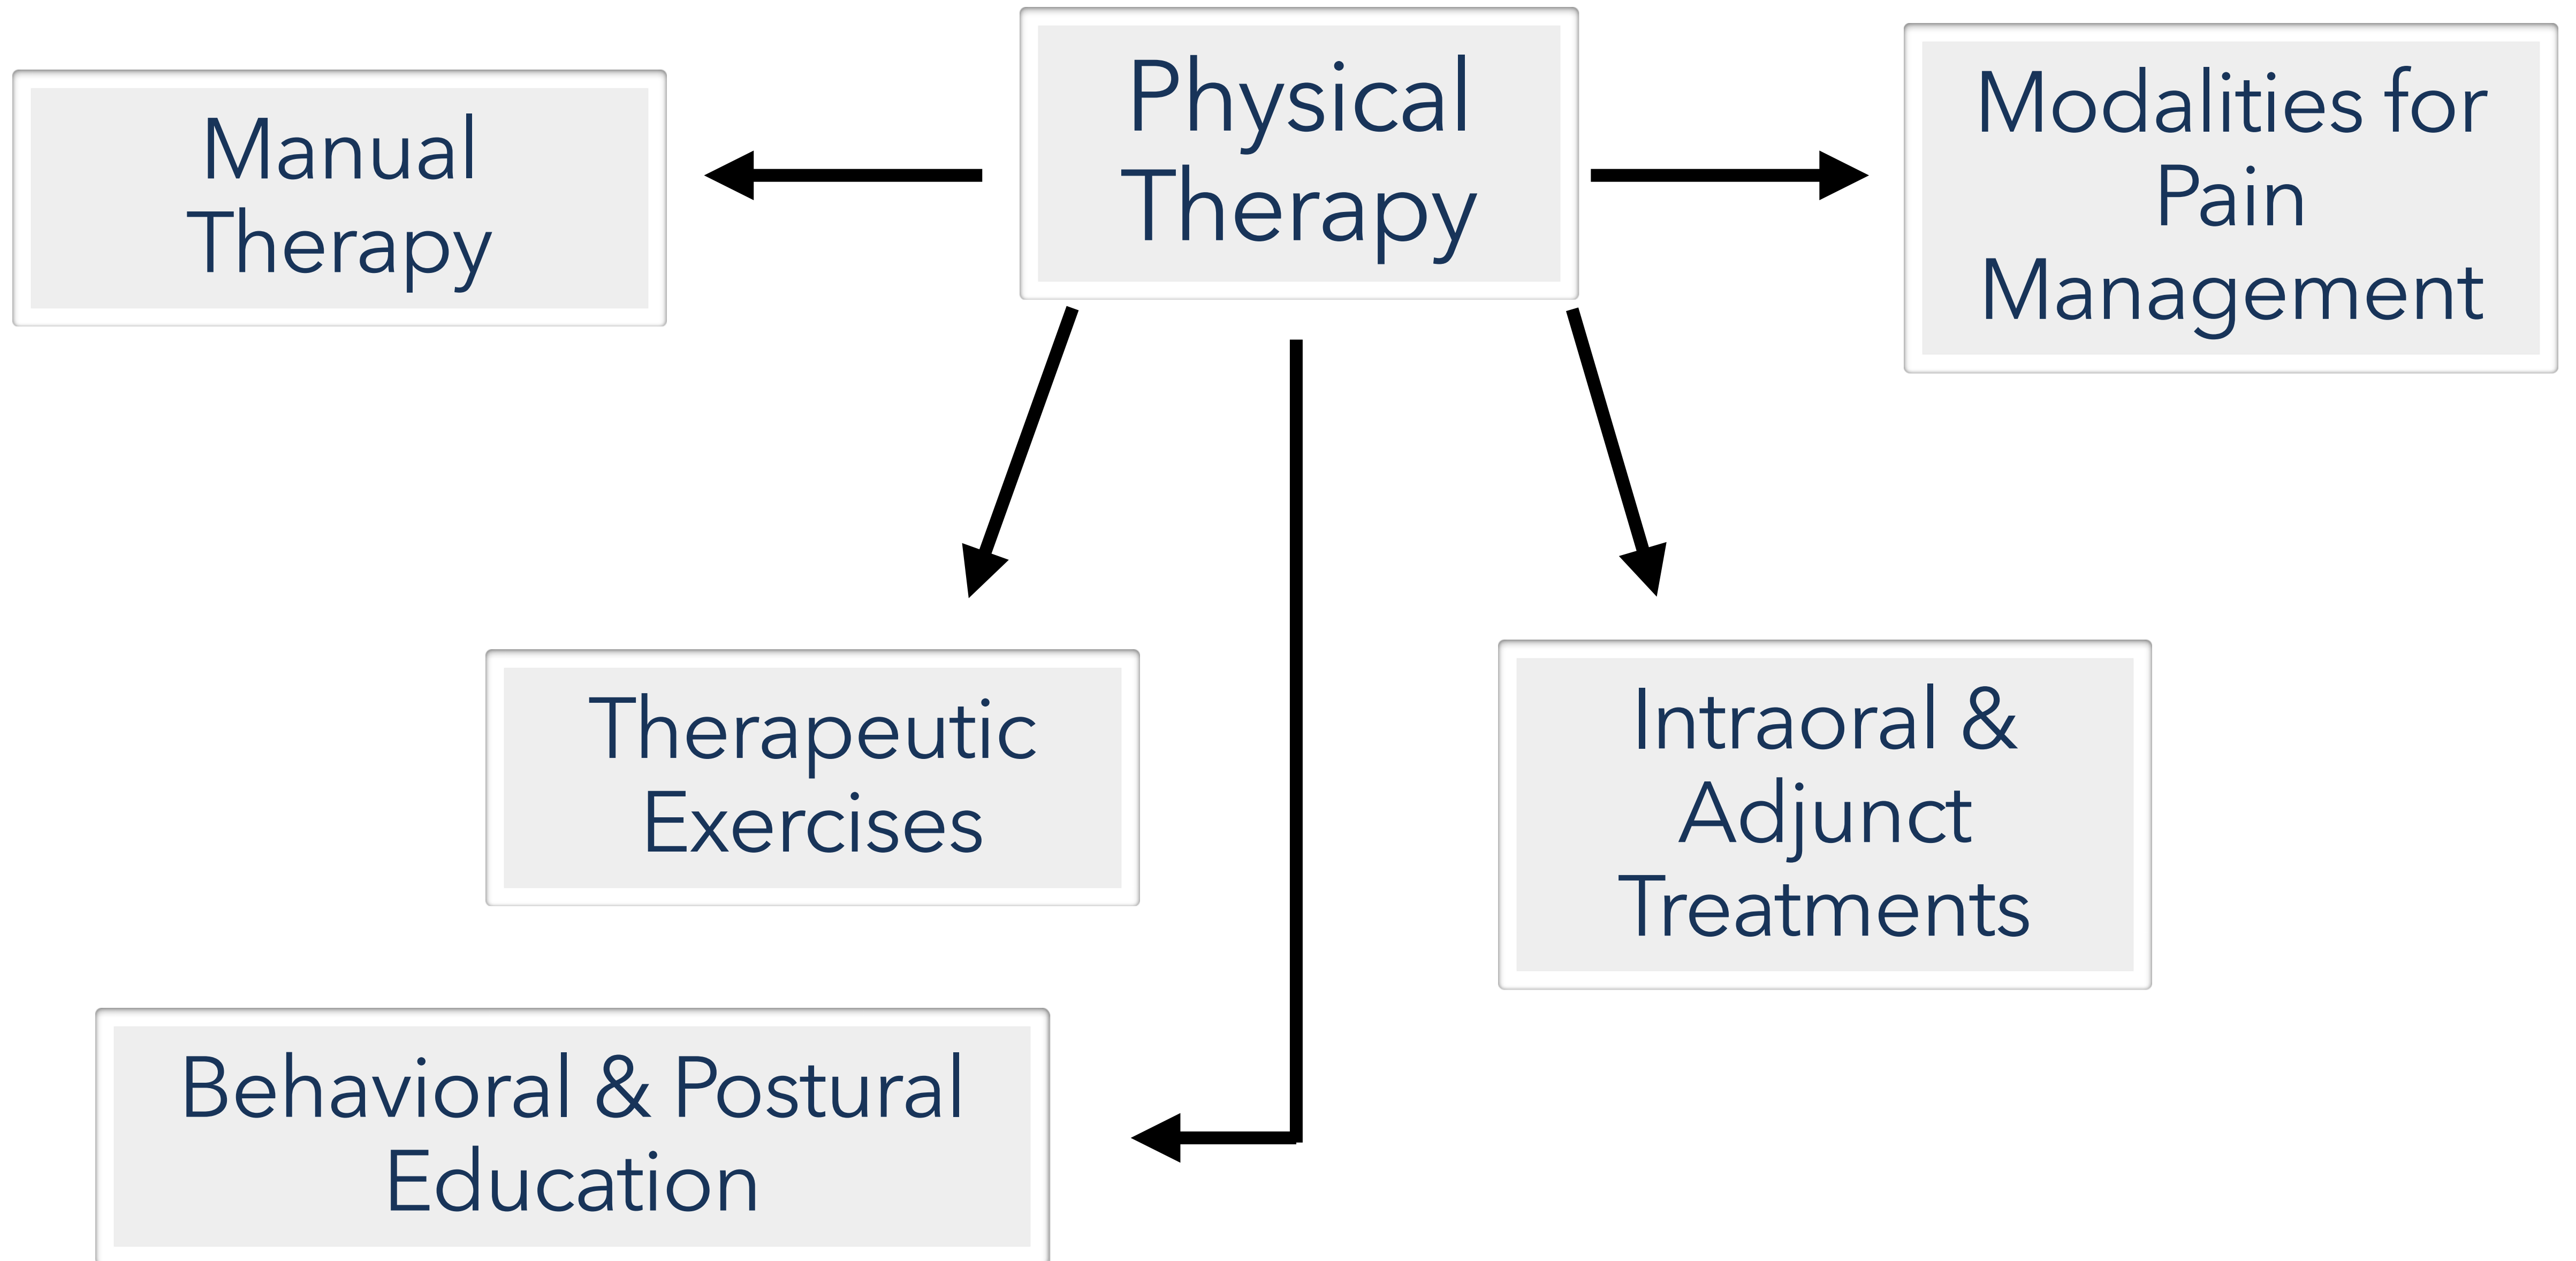 Physical
Therapy
Manual
Therapy
Modalities for
Pain
Management
Therapeutic
Exercises
Intraoral &
Adjunct
Treatments
Behavioral & Postural
Education